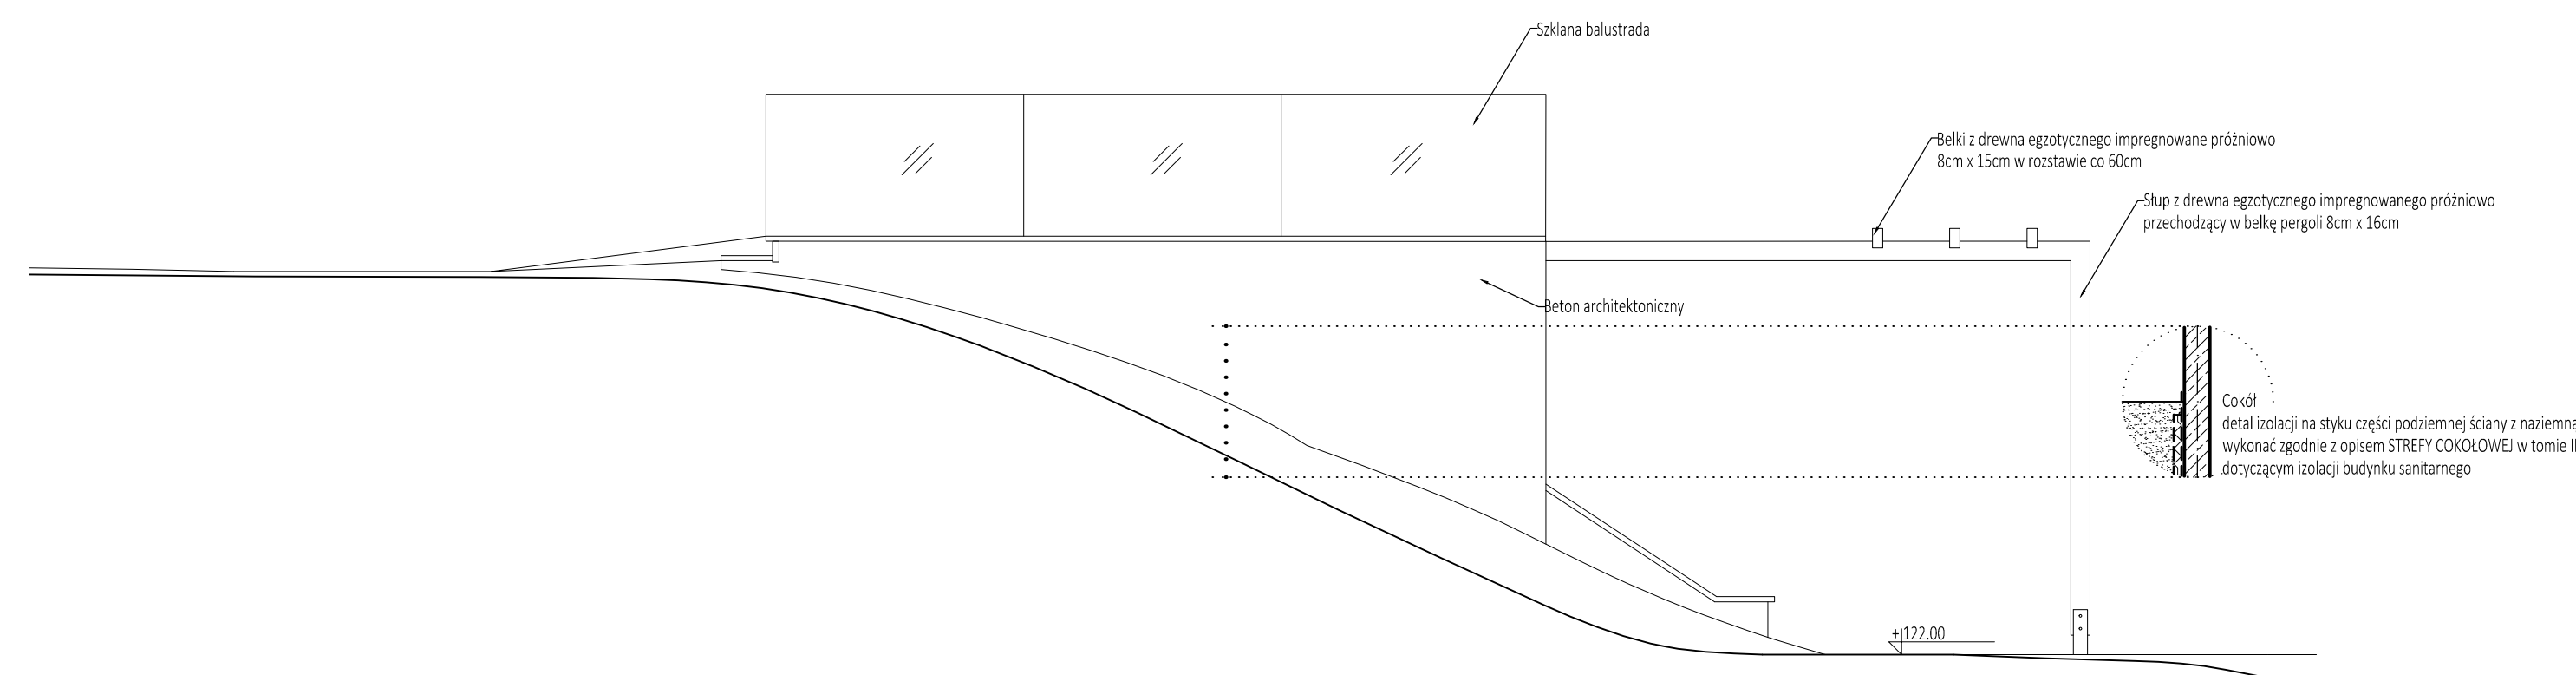 Szklana balustrada
Belki z drewna egzotycznego impregnowane próżniowo
8cm x 15cm w rozstawie co 60cm
Słup z drewna egzotycznego impregnowanego próżniowo
przechodzący w belkę pergoli 8cm x 16cm
Beton architektoniczny
Cokół
detal izolacji na styku części podziemnej ściany z naziemną
wykonać zgodnie z opisem STREFY COKOŁOWEJ w tomie
dotyczącym izolacji budynku sanitarnego
+122.00